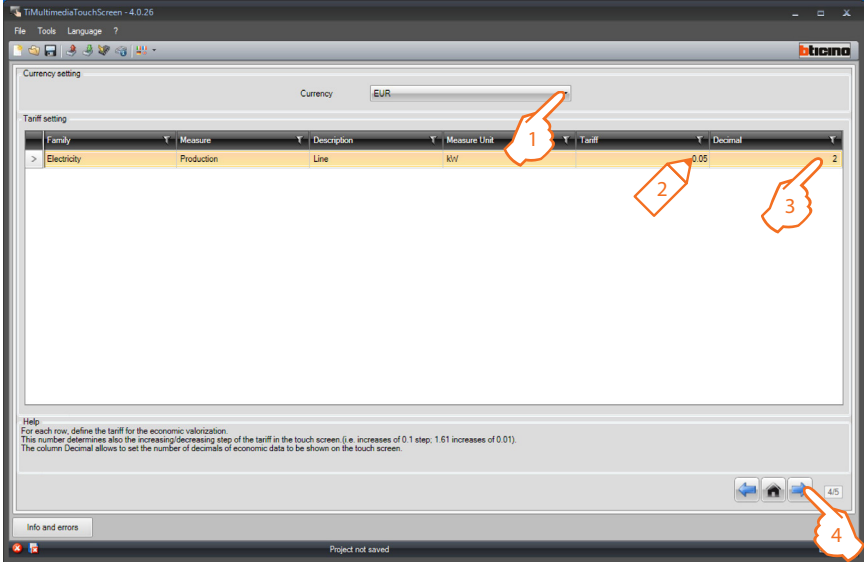 TiMultimediaTouchScreen - 4.0.26
File Tools Language ?
bticino
Currency setting
Currency EUR
1
Tariff setting
Family Measure Description Measure Unit Tariff Decimal
> Electricity Production Line kW 0.05 2
2
3
Help
For each row, define the tariff for the economic valorization.
This number determines also the increasing/decreasing step of the tariff in the touch screen.(i.e. increases of 0.1 step; 1.61 increases of 0.01).
The column Decimal allows to set the number of decimals of economic data to be shown on the touch screen.
4/5
4
Info and errors
Project not saved